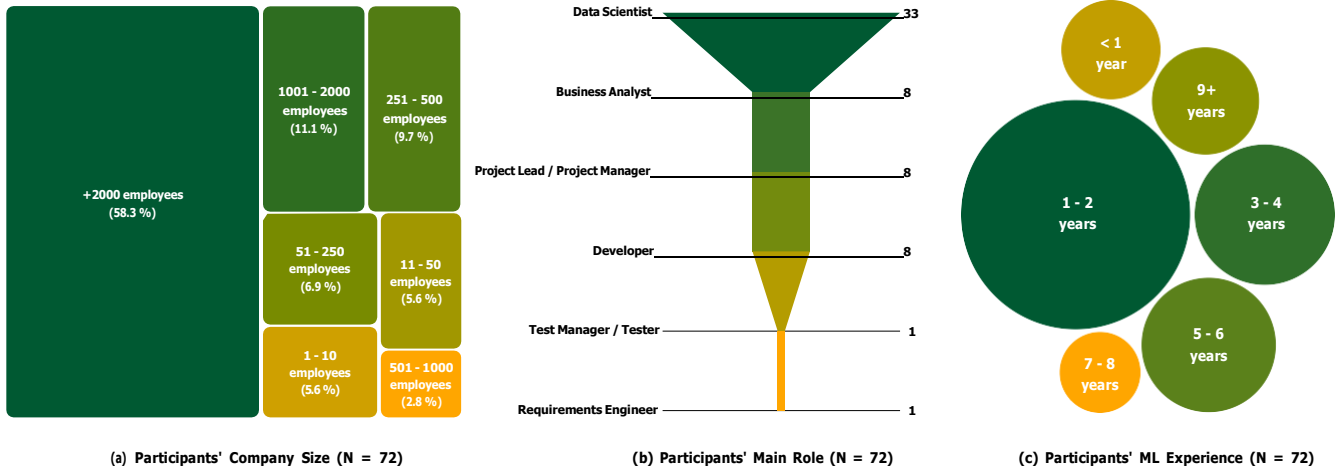 +2000 employees
(58.3 %)
1001 - 2000
employees
(11.1 %)
251 - 500
employees
(9.7 %)
51 - 250
employees
(6.9 %)
11 - 50
employees
(5.6 %)
1 - 10
employees
(5.6 %)
501 - 1000
employees
(2.8 %)
(a) Participants' Company Size (N = 72)
Data Scientist 33
Business Analyst 8
Project Lead / Project Manager 8
Developer 8
Test Manager / Tester 1
Requirements Engineer 1
(b) Participants' Main Role (N = 72)
< 1
year
9+
years
1 - 2
years
3 - 4
years
5 - 6
years
7 - 8
years
(c) Participants' ML Experience (N = 72)